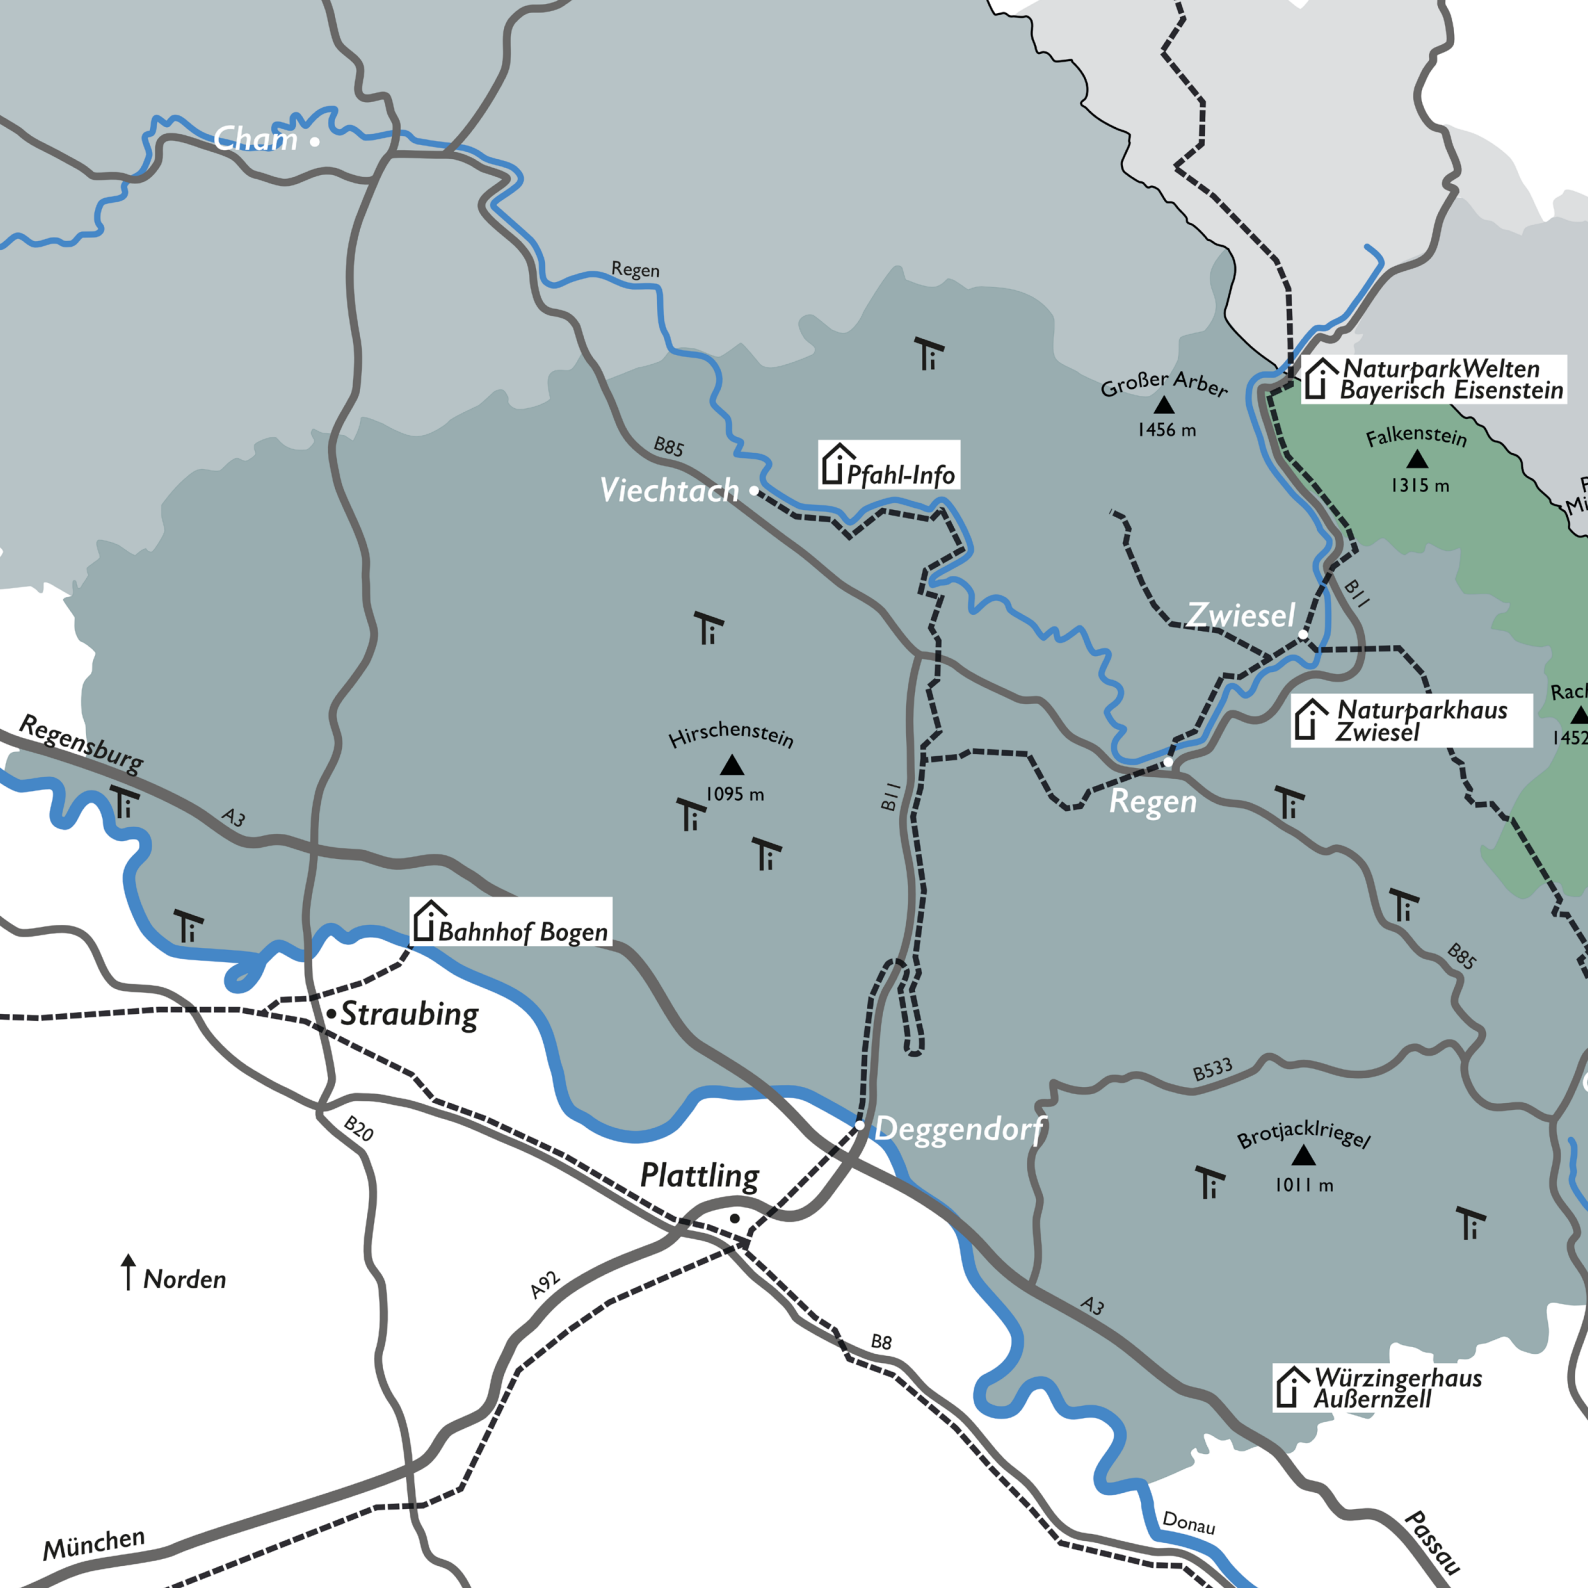 Cham
Regen
NaturparkWelten
Bayerisch Eisenstein
Großer Arber
1456 m
Falkenstein
1315 m
B85
Pfahl-Info
Viechtach
B11
Zwiesel
Naturparkhaus
Zwiesel
1452
Regensburg
Hirschenstein
1095 m
B11
Regen
A3
Bahnhof Bogen
B85
Straubing
B533
B20
Deggendorf
Brotjacklriegel
1011 m
Plattling
Norden
A92
A3
B8
Würzingerhaus
Außernzell
München
Donau
Passau